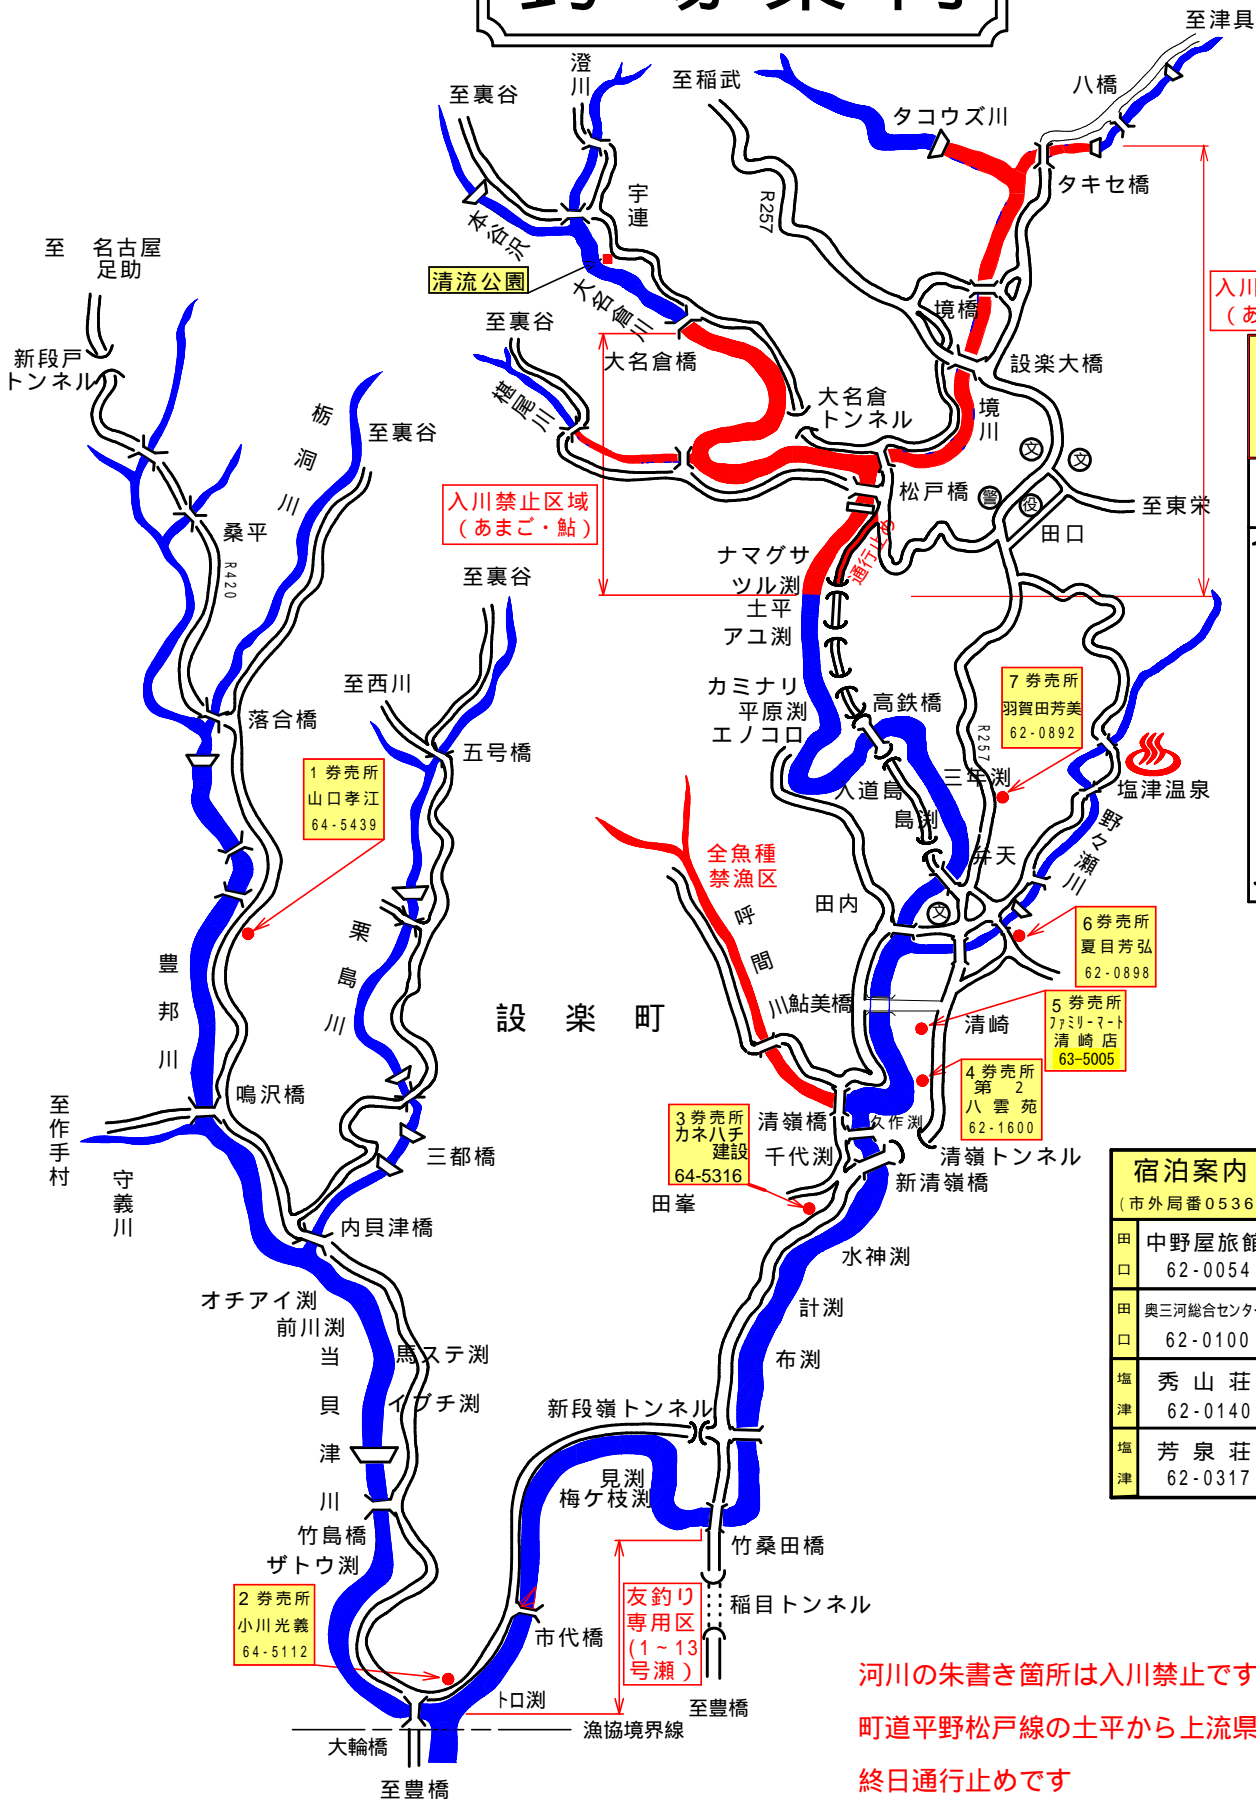 至津具
澄川
至裏谷
至稲武
八橋
タコウズ川
タキセ橋
宇連
R257
本谷沢
至 名古屋
足助
清流公園
大名倉川
至裏谷
境橋
入川
（あ
新段戸
トンネル
大名倉橋
設楽大橋
椹尾川
大名倉
トンネル
境川
栃洞川
至裏谷
文
文
入川禁止区域
（あまご・鮎）
松戸橋
警
役
至東栄
田口
桑平
R420
ナマグサ
ツル渕
通行止め
土平
アユ渕
至裏谷
カミナリ
平原渕
エノコロ
高鉄橋
7 券売所
羽賀田芳美
62-0892
至西川
落合橋
五号橋
R257
三年渕
入道島
島渕
塩津温泉
1 券売所
山口孝江
64-5439
野々瀬川
全魚種
禁漁区
弁天
田内
文
呼間川
6 券売所
夏目芳弘
62-0898
栗島川
豊邦川
設楽町
鮎美橋
清崎
5 券売所
ファミリーマート
清崎店
63-5005
4 券売所
第2
八雲苑
62-1600
鳴沢橋
至作手村
3 券売所
カネハチ
建設
64-5316
清嶺橋
久作渕
千代渕
清嶺トンネル
三都橋
守義川
新清嶺橋
田峯
宿泊案内
(市外局番0536
田口
中野屋旅館
62-0054
田口
奥三河総合センター
62-0100
塩津
秀山荘
62-0140
塩津
芳泉荘
62-0317
内貝津橋
水神渕
オチアイ渕
前川渕
計渕
当貝津川
馬ステ渕
布渕
イブチ渕
新段嶺トンネル
見渕
梅ケ枝渕
竹島橋
ザトウ渕
竹桑田橋
2 券売所
小川光義
64-5112
友釣り
専用区
(1~13
号瀬）
稲目トンネル
市代橋
トロ渕
至豊橋
漁協境界線
大輪橋
至豊橋
河川の朱書き箇所は入川禁止です
町道平野松戸線の土平から上流県
終日通行止めです